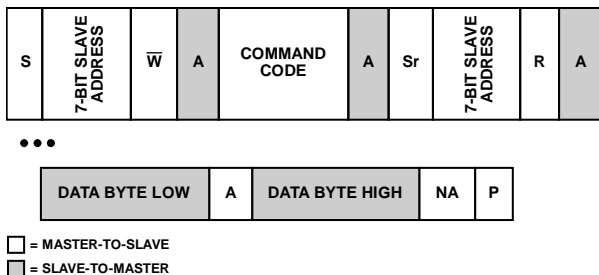 S 7-BIT SLAVE ADDRESS W̅ A COMMAND CODE A Sr 7-BIT SLAVE ADDRESS R A
•••
DATA BYTE LOW A DATA BYTE HIGH NA P
= MASTER-TO-SLAVE
= SLAVE-TO-MASTER